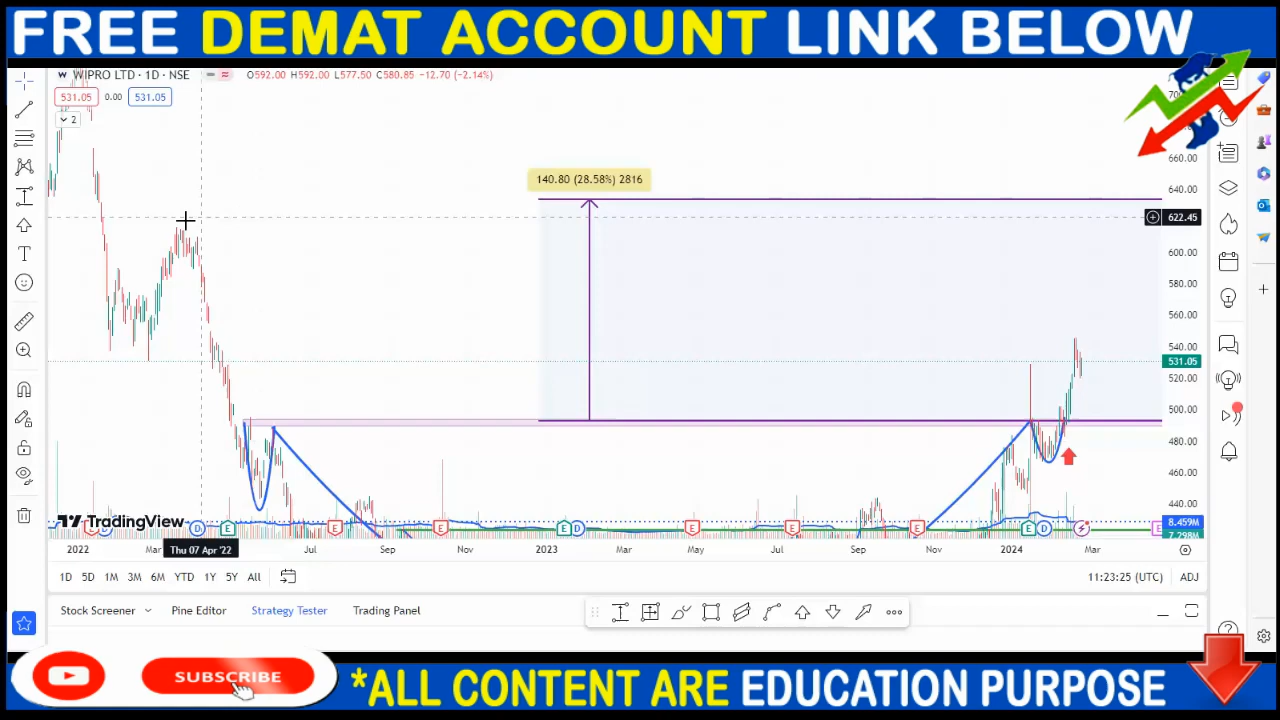 FREE DEMAT ACCOUNT LINK BELOW
WIPRO LTD · 1D · NSE
O592.00 H592.00 L577.50 C580.85 −12.70 (−2.14%)
531.05 0.00 531.05
2
660.00
140.80 (28.58%) 2816
640.00
622.45
600.00
580.00
560.00
540.00
531.05
520.00
500.00
480.00
460.00
440.00
TradingView
D E E E E D E E E E E D
8.459M
7.298M
2022 Mar Thu 07 Apr '22 Jul Sep Nov 2023 Mar May Jul Sep Nov 2024 Mar
1D 5D 1M 3M 6M YTD 1Y 5Y All
11:23:25 (UTC) ADJ
Stock Screener Pine Editor Strategy Tester Trading Panel
SUBSCRIBE
*ALL CONTENT ARE EDUCATION PURPOSE